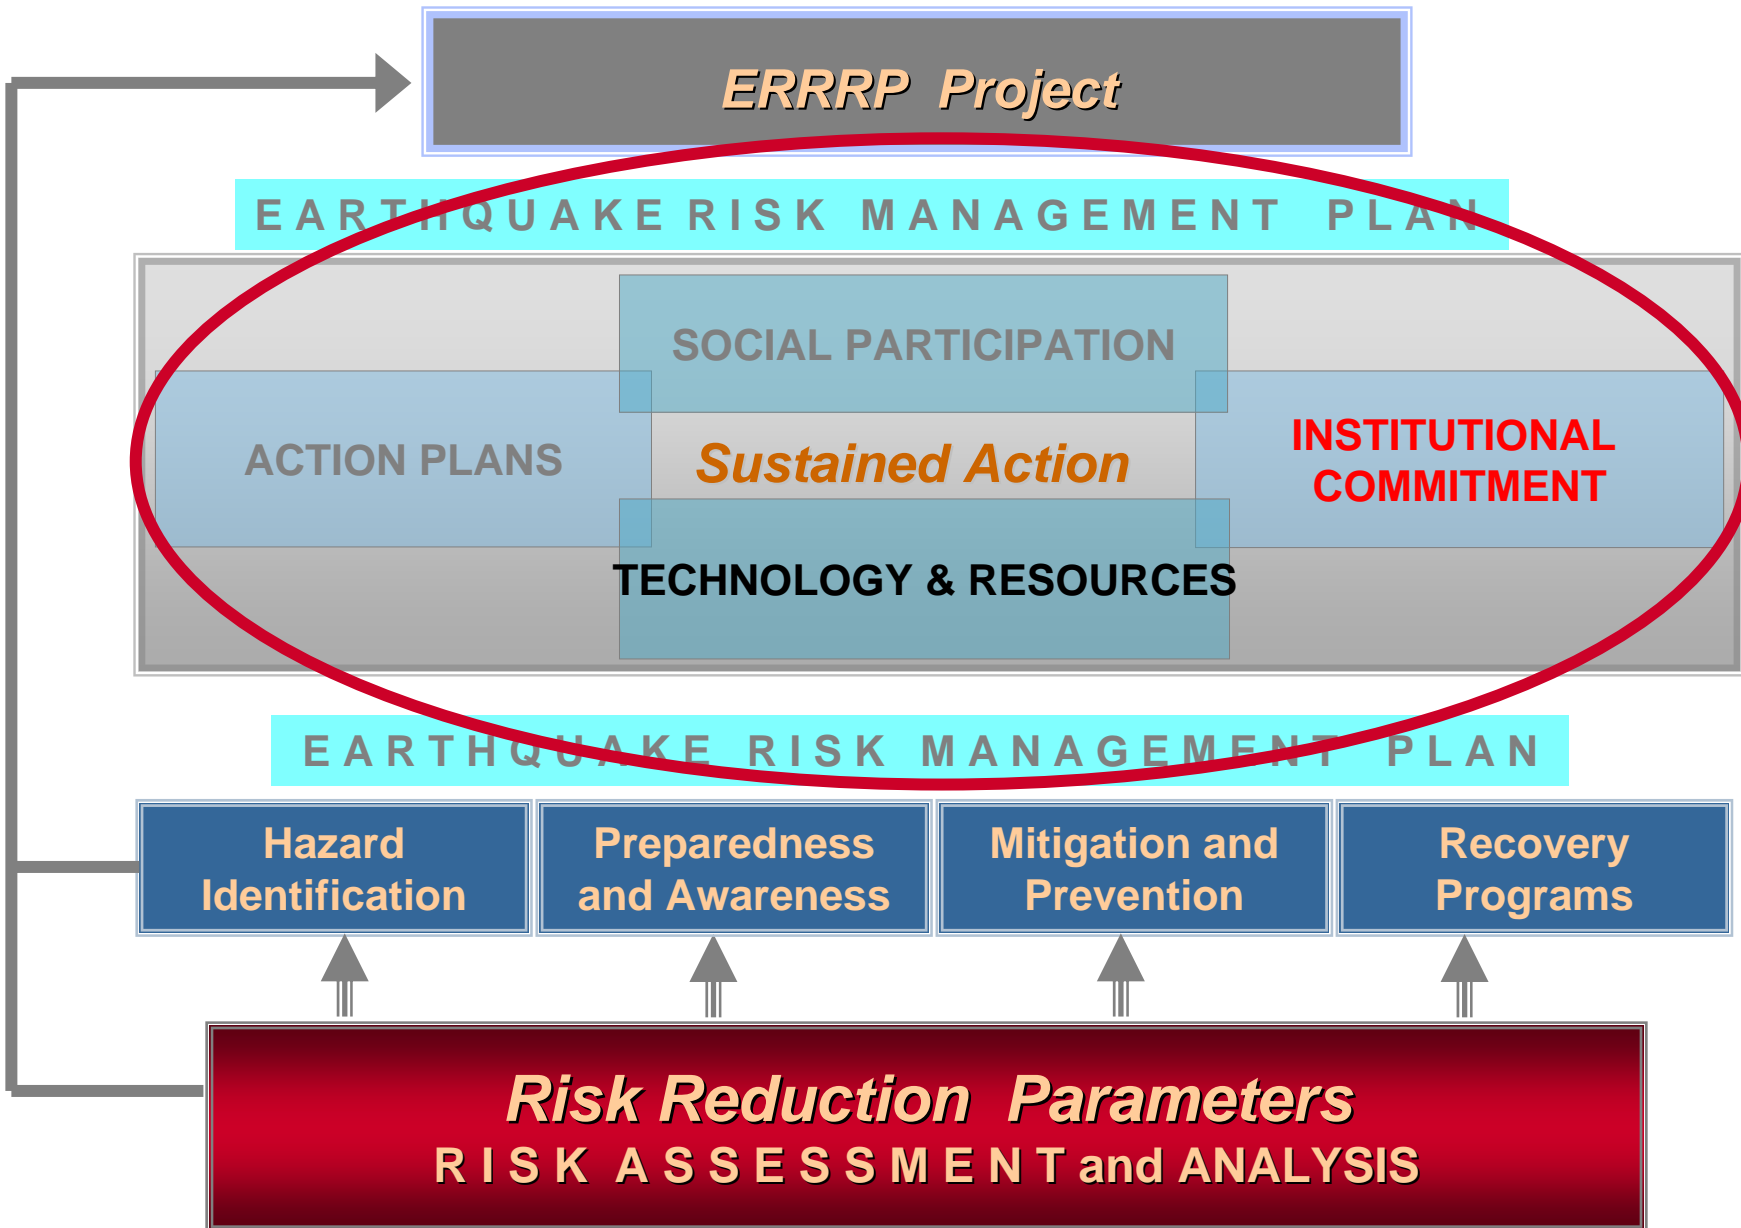 ERRRP Project
EARTHQUAKE RISK MANAGEMENT PLAN
SOCIAL PARTICIPATION
ACTION PLANS
Sustained Action
INSTITUTIONAL
COMMITMENT
TECHNOLOGY & RESOURCES
EARTHQUAKE RISK MANAGEMENT PLAN
Hazard
Identification
Preparedness
and Awareness
Mitigation and
Prevention
Recovery
Programs
Risk Reduction Parameters
RISK ASSESSMENT and ANALYSIS